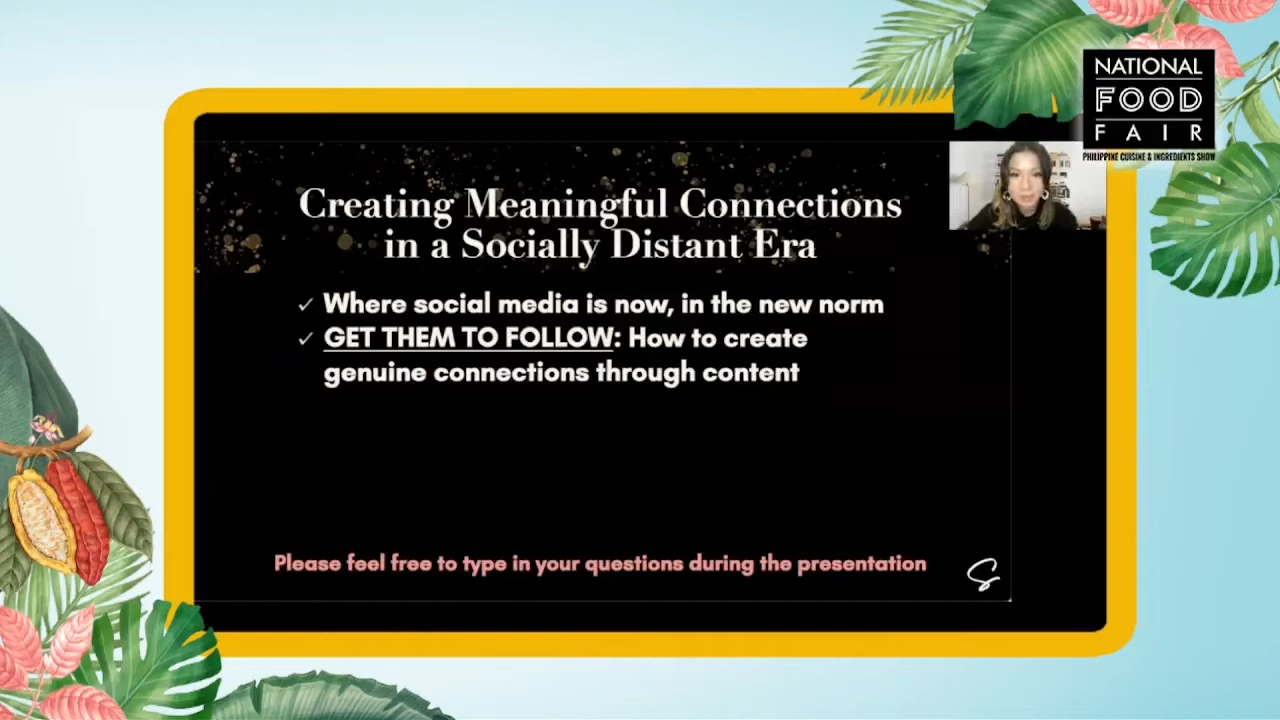 NATIONAL
FOOD
FAIR
PHILIPPINE CUISINE & INGREDIENTS SHOW
Creating Meaningful Connections
in a Socially Distant Era
✓ Where social media is now, in the new norm
✓ GET THEM TO FOLLOW: How to create
genuine connections through content
Please feel free to type in your questions during the presentation
S